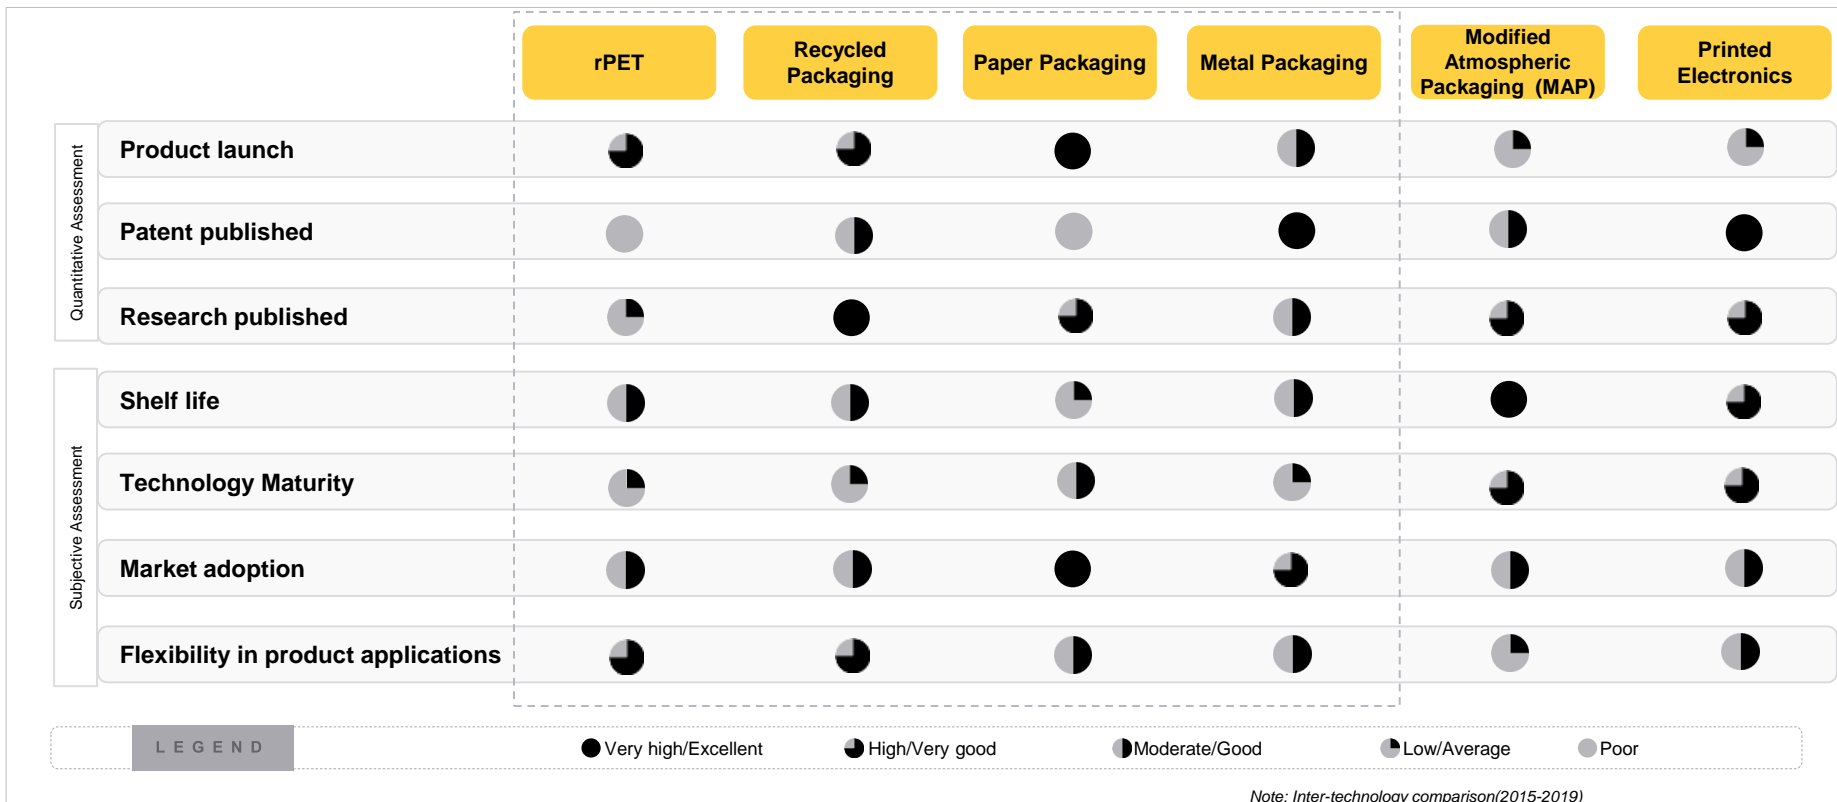 rPET
Recycled
Packaging
Paper Packaging
Metal Packaging
Modified
Atmospheric
Packaging (MAP)
Printed
Electronics
Quantitative Assessment
Product launch
Patent published
Research published
Subjective Assessment
Shelf life
Technology Maturity
Market adoption
Flexibility in product applications
LEGEND
Very high/Excellent
High/Very good
Moderate/Good
Low/Average
Poor
Note: Inter-technology comparison(2015-2019)